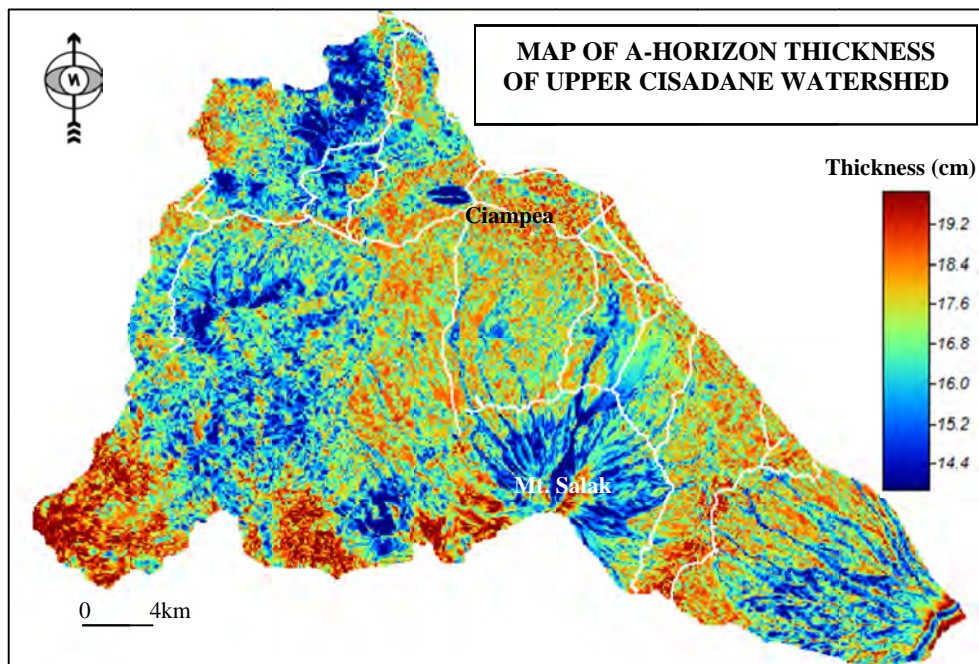 MAP OF A-HORIZON THICKNESS
OF UPPER CISADANE WATERSHED
N
Thickness (cm)
19.2
18.4
17.6
16.8
16.0
15.2
14.4
Ciampea
Mt. Salak
0 4km